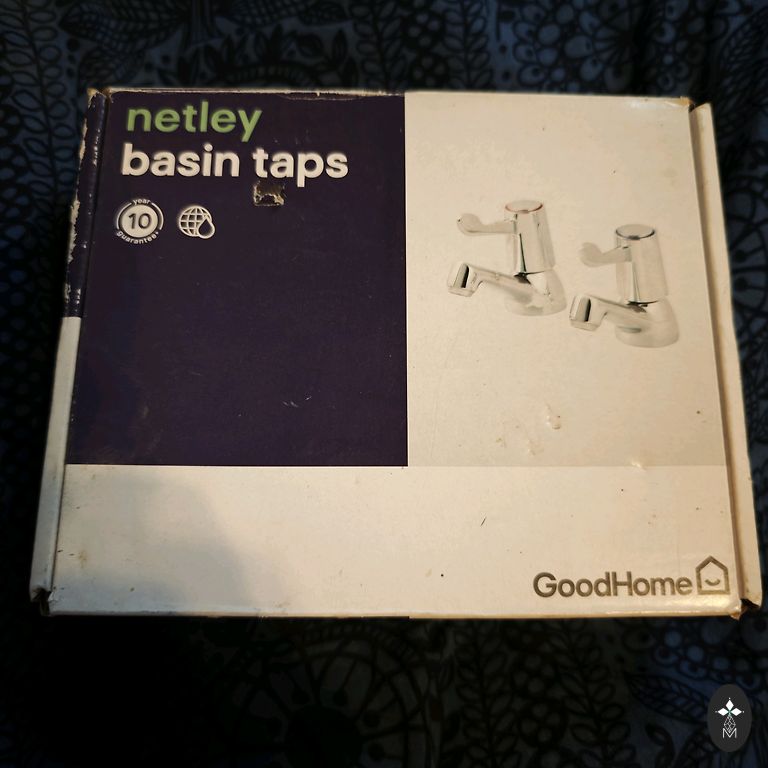 netley
basin taps
year
10
guarantee*
GoodHome
M